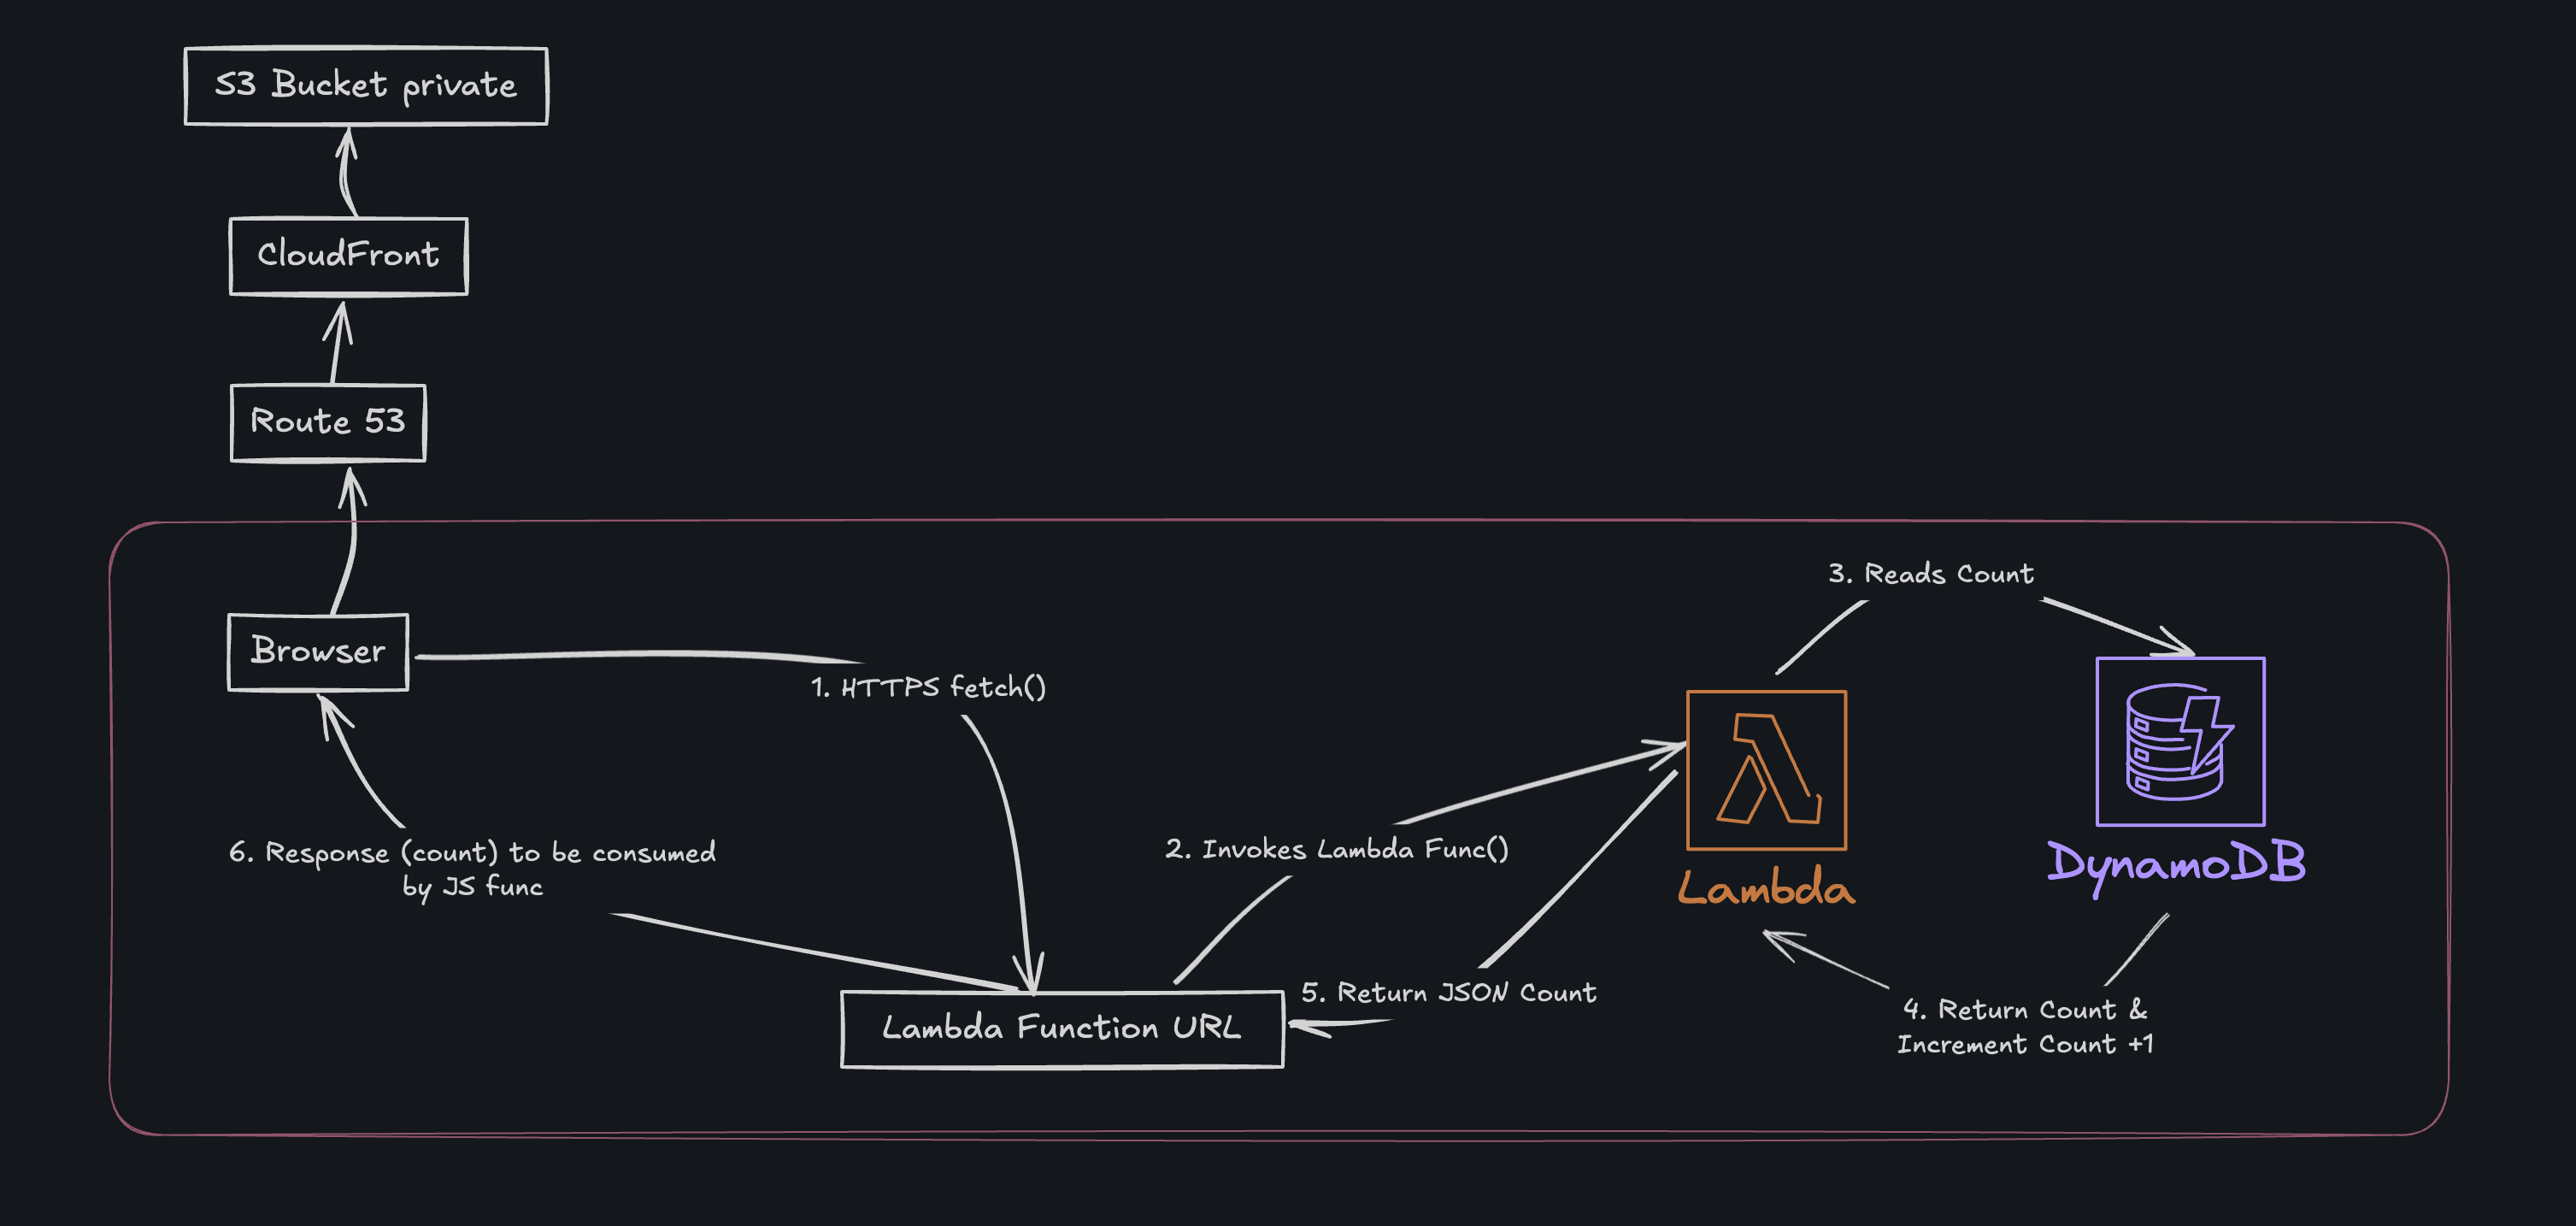 S3 Bucket private
CloudFront
Route 53
3. Reads Count
Browser
1. HTTPS fetch()
6. Response (count) to be consumed
by JS func
2. Invokes Lambda Func()
Lambda
DynamoDB
5. Return JSON Count
Lambda Function URL
4. Return Count &
Increment Count +1